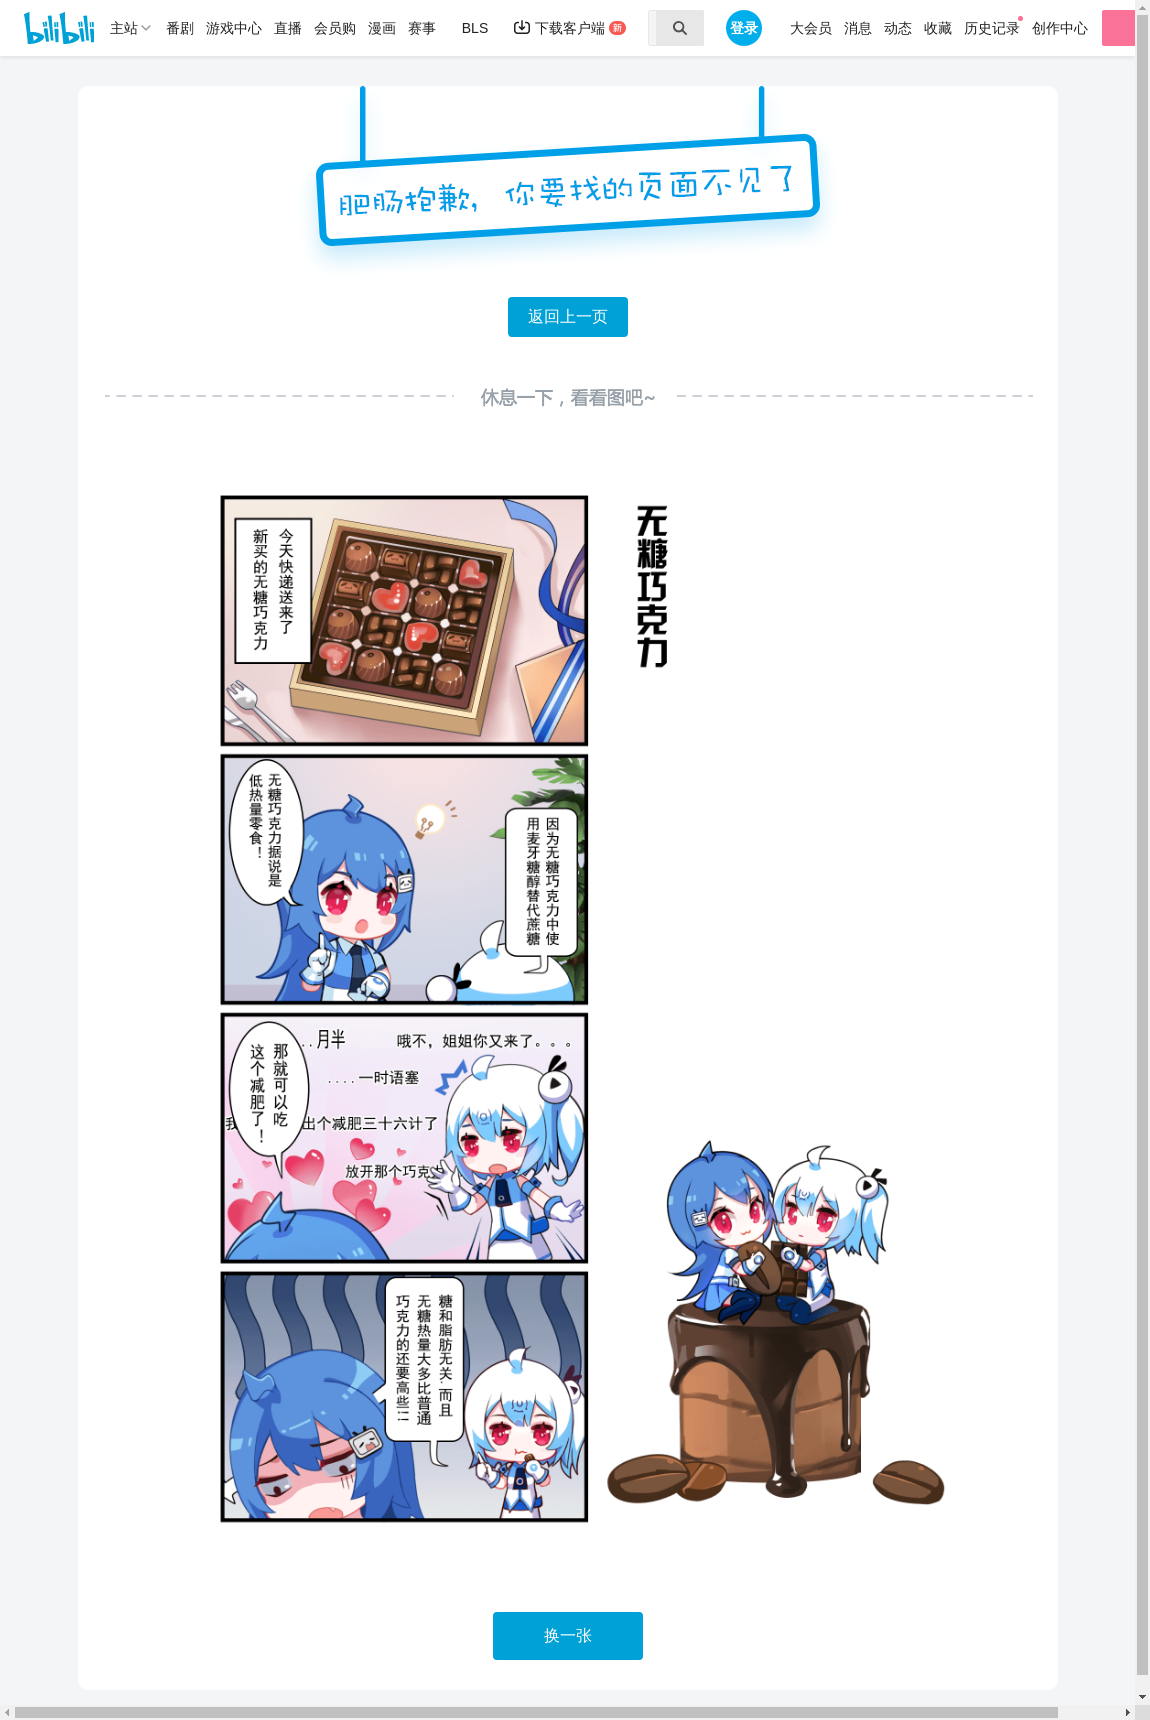 bilibili 主站 番剧 游戏中心 直播 会员购 漫画 赛事 BLS 下载客户端 新 登录 大会员 消息 动态 收藏 历史记录 创作中心
肥肠抱歉，你要找的页面不见了
返回上一页
休息一下，看看图吧~
无糖巧克力
今天快递送来了
新买的无糖巧克力
无糖巧克力据说是
低热量零食！
因为无糖巧克力中使
用麦牙糖醇替代蔗糖
那就可以吃
这个减肥了！
..月半
哦不，姐姐你又来了。。。
....一时语塞
我
出个减肥三十六计了
放开那个巧克力
糖和脂肪无关,而且
无糖热量大多比普通
巧克力的还要高些!!
换一张